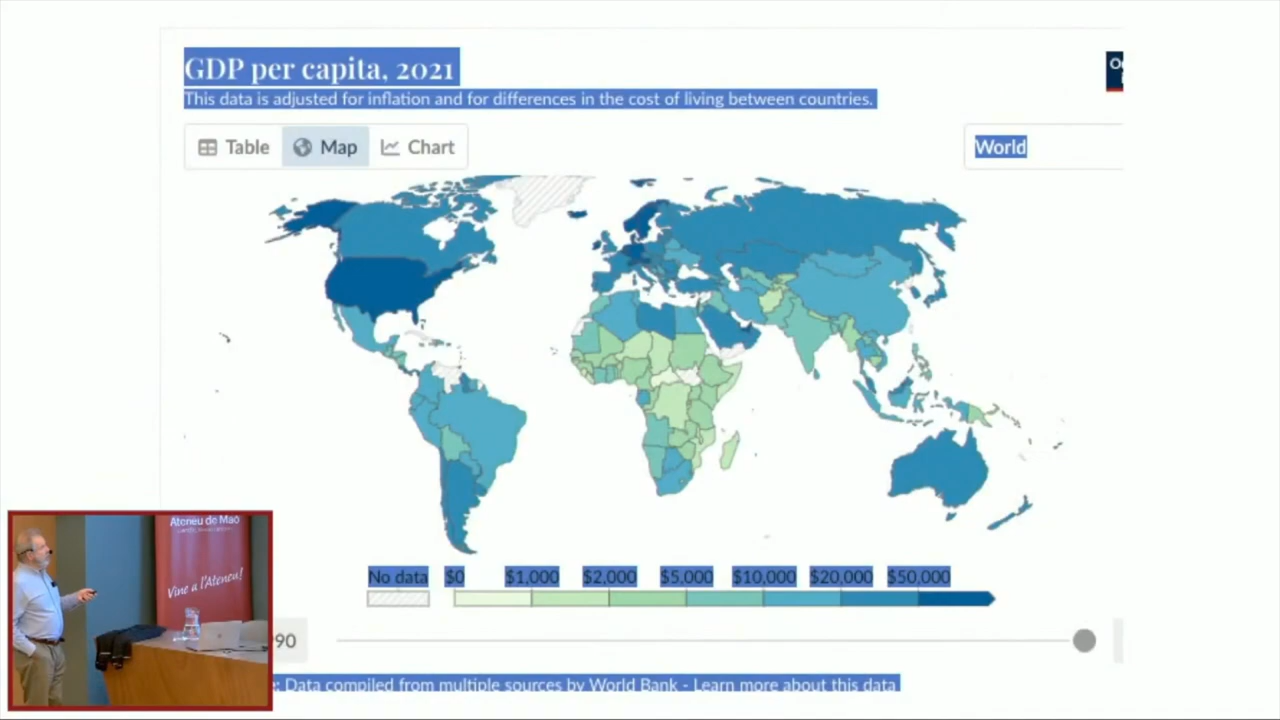 GDP per capita, 2021
This data is adjusted for inflation and for differences in the cost of living between countries.
Table
Map
Chart
World
No data
$0
$1,000
$2,000
$5,000
$10,000
$20,000
$50,000
90
: Data compiled from multiple sources by World Bank - Learn more about this data
Ateneu de Maó
Vine a l'Ateneu!